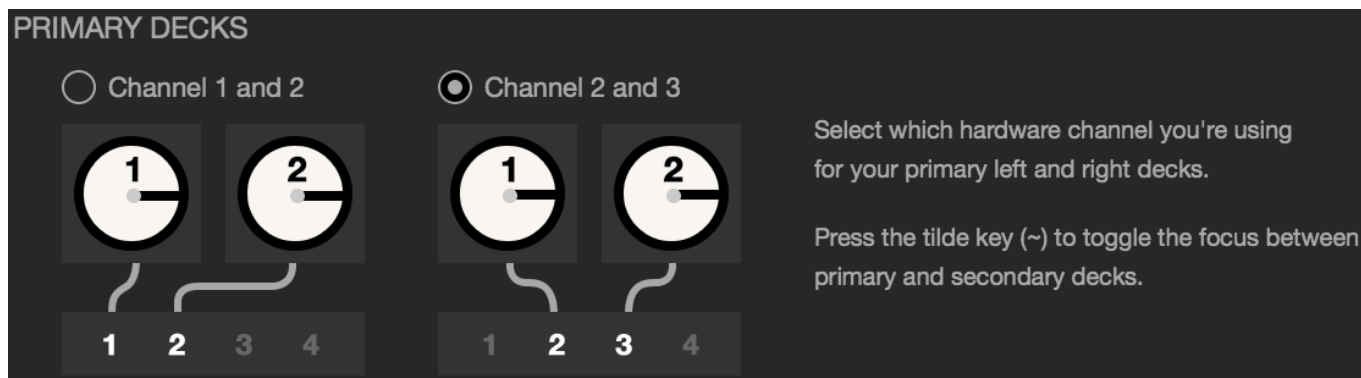 PRIMARY DECKS
Channel 1 and 2
1 2
1 2 3 4
Channel 2 and 3
1 2
1 2 3 4
Select which hardware channel you're using
for your primary left and right decks.
Press the tilde key (~) to toggle the focus between
primary and secondary decks.